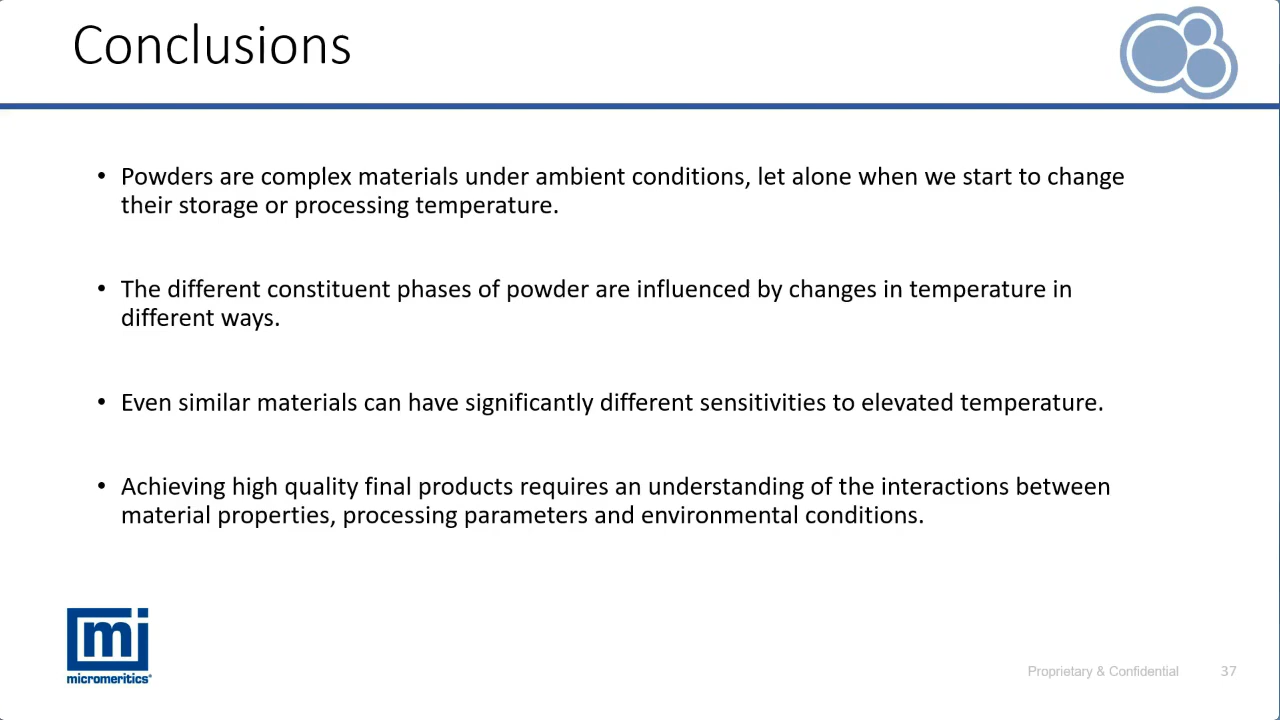 Conclusions
• Powders are complex materials under ambient conditions, let alone when we start to change
their storage or processing temperature.
• The different constituent phases of powder are influenced by changes in temperature in
different ways.
• Even similar materials can have significantly different sensitivities to elevated temperature.
• Achieving high quality final products requires an understanding of the interactions between
material properties, processing parameters and environmental conditions.
mi
micromeritics®
Proprietary & Confidential 37